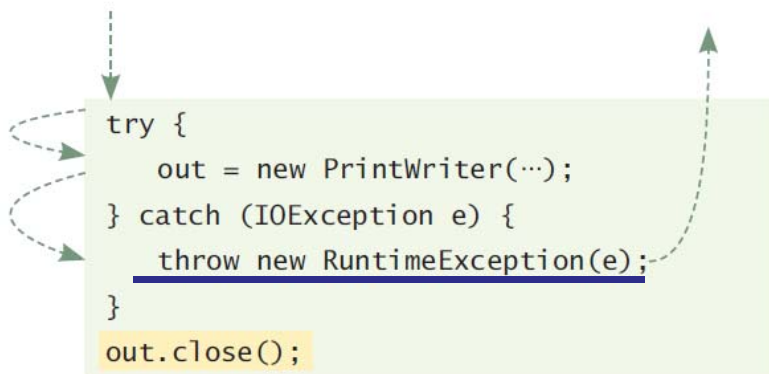 try {
out = new PrintWriter(⋯);
} catch (IOException e) {
throw new RuntimeException(e);
}
out.close();